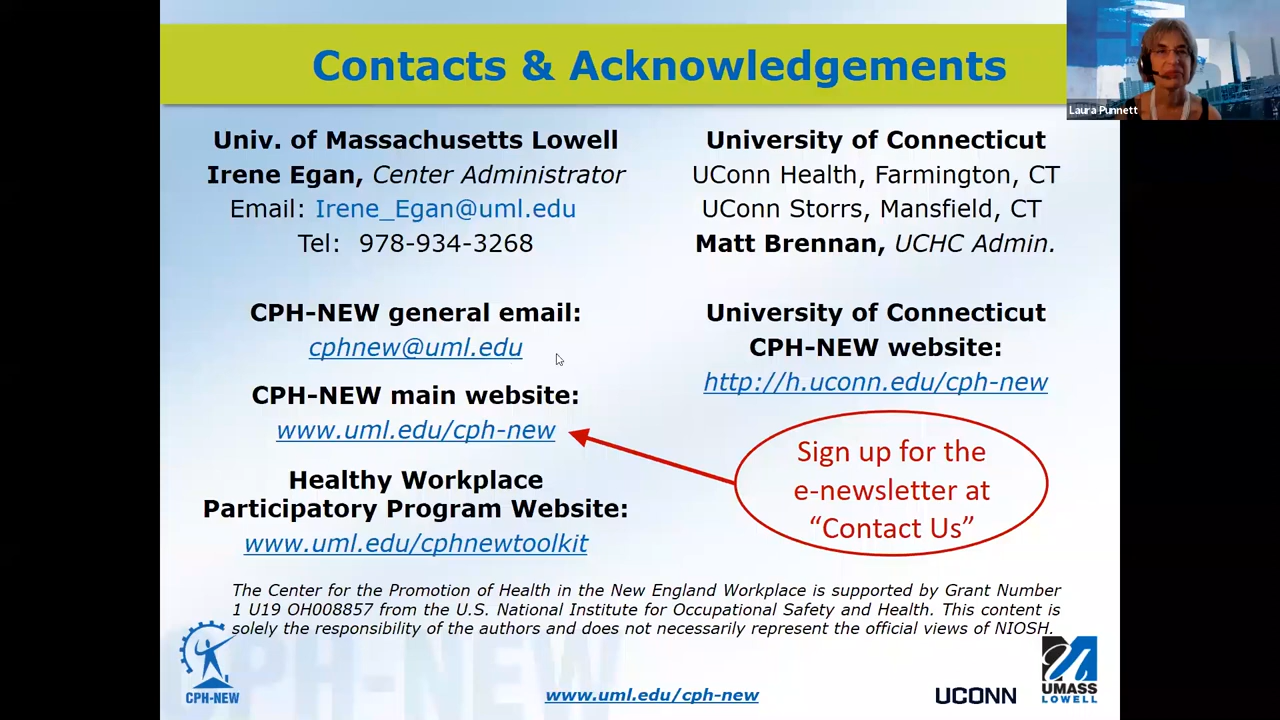 Contacts & Acknowledgements
Laura Punnett
Univ. of Massachusetts Lowell
Irene Egan, Center Administrator
Email: Irene_Egan@uml.edu
Tel: 978-934-3268
University of Connecticut
UConn Health, Farmington, CT
UConn Storrs, Mansfield, CT
Matt Brennan, UCHC Admin.
CPH-NEW general email:
cphnew@uml.edu
CPH-NEW main website:
www.uml.edu/cph-new
Healthy Workplace
Participatory Program Website:
www.uml.edu/cphnewtoolkit
University of Connecticut
CPH-NEW website:
http://h.uconn.edu/cph-new
Sign up for the
e-newsletter at
“Contact Us”
The Center for the Promotion of Health in the New England Workplace is supported by Grant Number
1 U19 OH008857 from the U.S. National Institute for Occupational Safety and Health. This content is
solely the responsibility of the authors and does not necessarily represent the official views of NIOSH.
CPH-NEW
CPH-NEW
www.uml.edu/cph-new
UCONN
UMASS
LOWELL